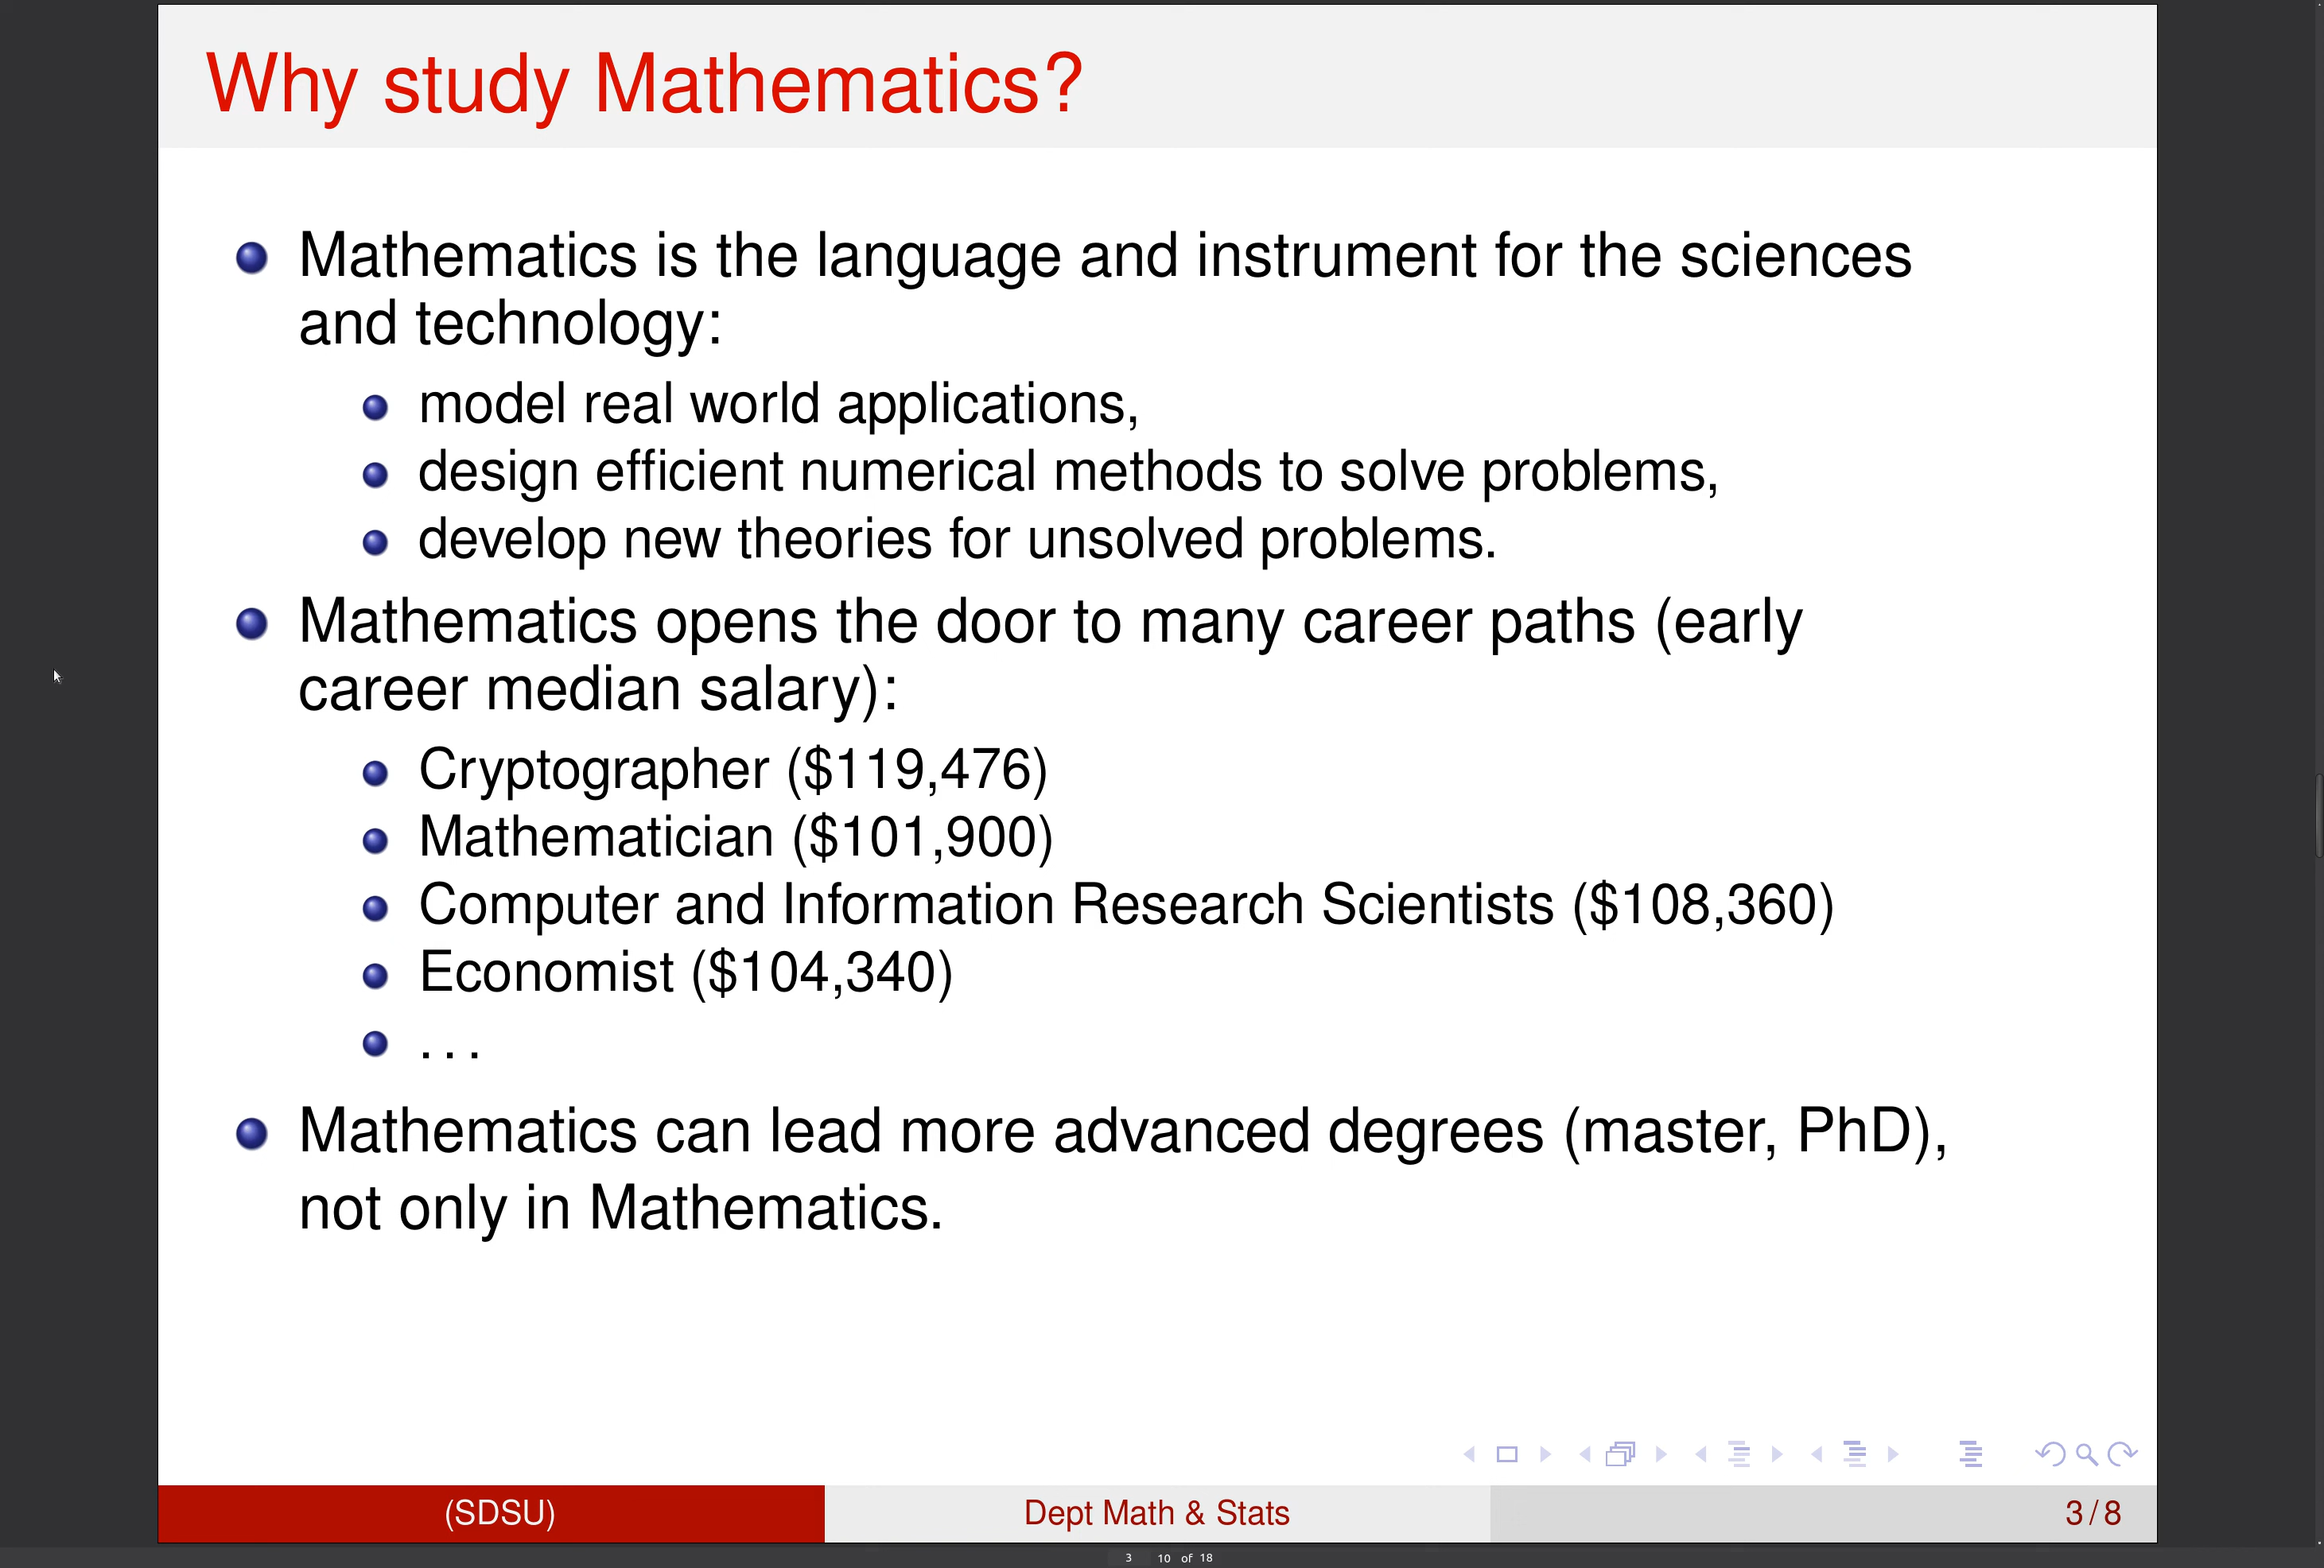 Why study Mathematics?
Mathematics is the language and instrument for the sciences
and technology:
model real world applications,
design efficient numerical methods to solve problems,
develop new theories for unsolved problems.
Mathematics opens the door to many career paths (early
career median salary):
Cryptographer ($119,476)
Mathematician ($101,900)
Computer and Information Research Scientists ($108,360)
Economist ($104,340)
. . .
Mathematics can lead more advanced degrees (master, PhD),
not only in Mathematics.
(SDSU) Dept Math & Stats 3 / 8
3 10 of 18